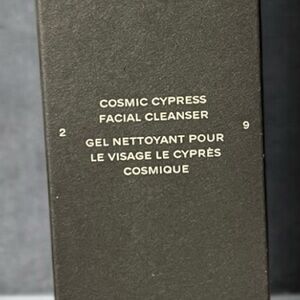 COSMIC CYPRESS
FACIAL CLEANSER
2
9
GEL NETTOYANT POUR
LE VISAGE LE CYPRÈS
COSMIQUE